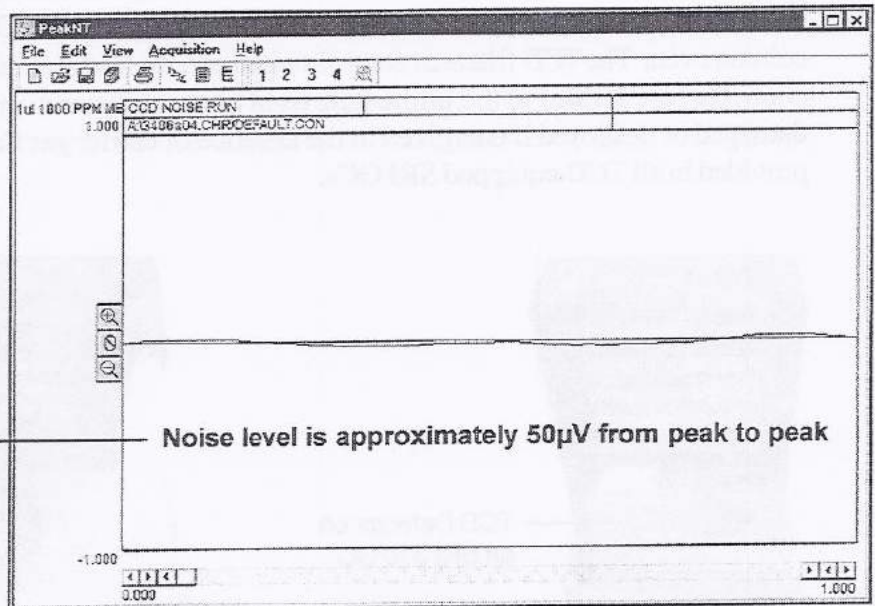 PeakNT
File Edit View Acquisition Help
E 1 2 3 4
CCD NOISE RUN
1.000
Noise level is approximately 50µV from peak to peak
-1.000
0.000 1.000